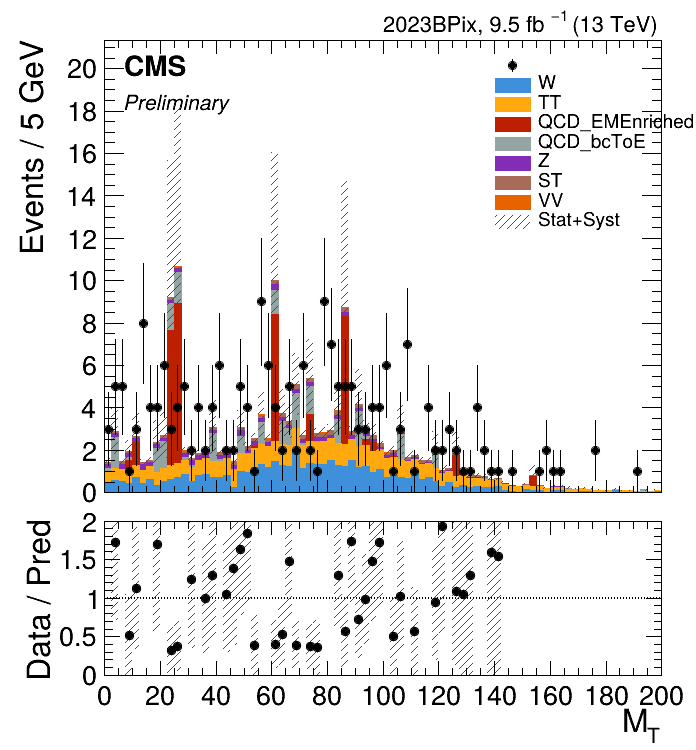 2023BPix, 9.5 fb⁻¹ (13 TeV)
Events / 5 GeV
CMS
Preliminary
W
TT
QCD_EMEnriched
QCD_bcToE
Z
ST
VV
Stat+Syst
20
18
16
14
12
10
8
6
4
2
0
Data / Pred
2
1.5
1
0.5
0
0 20 40 60 80 100 120 140 160 180 200
M_T